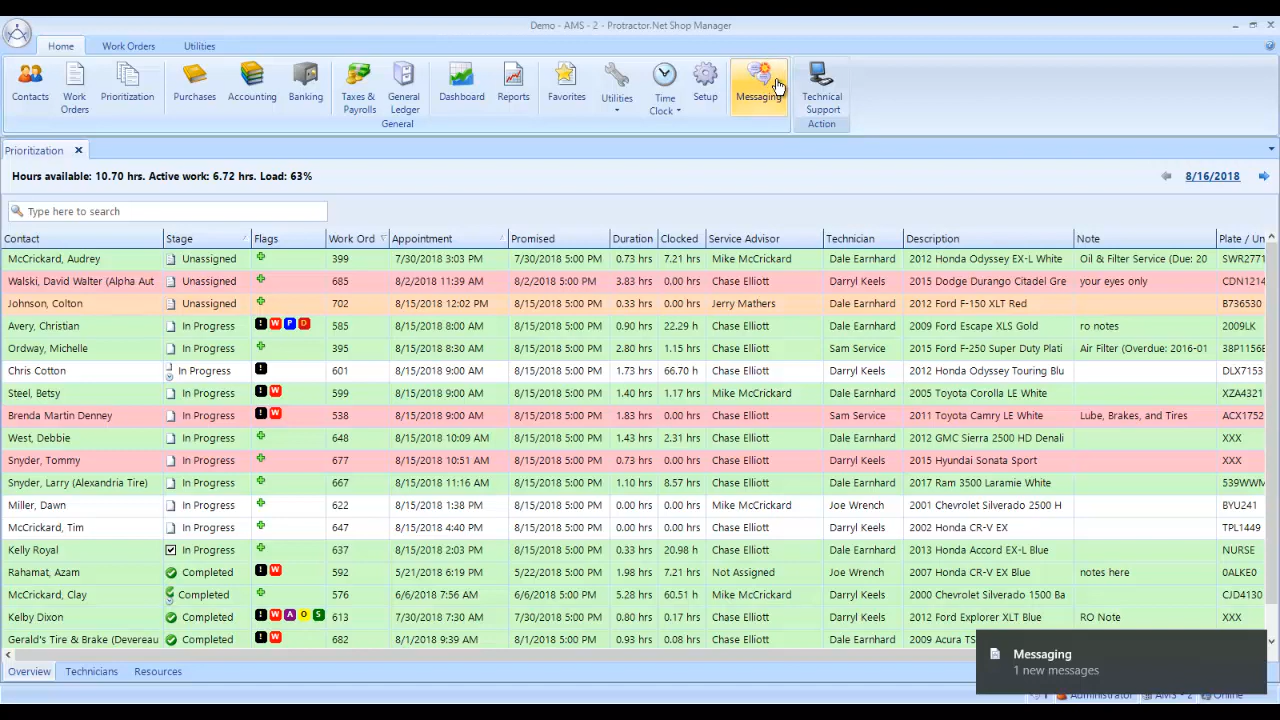 Demo - AMS - 2 - Protractor.Net Shop Manager
Home Work Orders Utilities
Contacts Work Orders Prioritization Purchases Accounting Banking Taxes & Payrolls General Ledger Dashboard Reports Favorites Utilities Time Clock Setup Messaging Technical Support
General Action
Prioritization
Hours available: 10.70 hrs. Active work: 6.72 hrs. Load: 63% 8/16/2018
Type here to search
Contact Stage Flags Work Ord Appointment Promised Duration Clocked Service Advisor Technician Description Note Plate / Un
McCrickard, Audrey Unassigned 399 7/30/2018 3:03 PM 7/30/2018 5:00 PM 0.73 hrs 7.21 hrs Mike McCrickard Dale Earnhard 2012 Honda Odyssey EX-L White Oil & Filter Service (Due: 20 SWR2771
Walski, David Walter (Alpha Aut Unassigned 685 8/2/2018 11:39 AM 8/2/2018 5:00 PM 3.83 hrs 0.00 hrs Mike McCrickard Darryl Keels 2015 Dodge Durango Citadel Gre your eyes only CDN1214
Johnson, Colton Unassigned 702 8/15/2018 12:02 PM 8/15/2018 5:00 PM 0.33 hrs 0.00 hrs Jerry Mathers Dale Earnhard 2012 Ford F-150 XLT Red B736530
Avery, Christian In Progress ! W P D 585 8/15/2018 8:00 AM 8/15/2018 5:00 PM 0.90 hrs 22.29 h Chase Elliott Dale Earnhard 2009 Ford Escape XLS Gold ro notes 2009LK
Ordway, Michelle In Progress 395 8/15/2018 8:30 AM 8/15/2018 5:00 PM 2.80 hrs 1.15 hrs Chase Elliott Sam Service 2015 Ford F-250 Super Duty Plati Air Filter (Overdue: 2016-01 38P1156
Chris Cotton In Progress ! 601 8/15/2018 9:00 AM 8/15/2018 5:00 PM 1.73 hrs 66.70 h Chase Elliott Darryl Keels 2012 Honda Odyssey Touring Blu DLX7153
Steel, Betsy In Progress ! W 599 8/15/2018 9:00 AM 8/15/2018 5:00 PM 1.40 hrs 1.17 hrs Mike McCrickard Dale Earnhard 2005 Toyota Corolla LE White XZA4321
Brenda Martin Denney In Progress ! W 538 8/15/2018 9:00 AM 8/15/2018 5:00 PM 1.83 hrs 0.00 hrs Chase Elliott Sam Service 2011 Toyota Camry LE White Lube, Brakes, and Tires ACX1752
West, Debbie In Progress 648 8/15/2018 10:09 AM 8/15/2018 5:00 PM 1.43 hrs 2.31 hrs Chase Elliott Dale Earnhard 2012 GMC Sierra 2500 HD Denali XXX
Snyder, Tommy In Progress 677 8/15/2018 10:51 AM 8/15/2018 5:00 PM 0.73 hrs 0.00 hrs Chase Elliott Darryl Keels 2015 Hyundai Sonata Sport XXX
Snyder, Larry (Alexandria Tire) In Progress 667 8/15/2018 11:16 AM 8/15/2018 5:00 PM 1.10 hrs 8.57 hrs Chase Elliott Dale Earnhard 2017 Ram 3500 Laramie White 539WWM
Miller, Dawn In Progress 622 8/15/2018 1:38 PM 8/15/2018 5:00 PM 0.00 hrs 0.00 hrs Mike McCrickard Joe Wrench 2001 Chevrolet Silverado 2500 H BYU241
McCrickard, Tim In Progress 647 8/15/2018 4:40 PM 8/15/2018 5:00 PM 0.00 hrs 0.00 hrs Chase Elliott Darryl Keels 2002 Honda CR-V EX TPL1449
Kelly Royal In Progress 637 8/15/2018 2:03 PM 8/15/2018 5:00 PM 0.33 hrs 20.98 h Chase Elliott Dale Earnhard 2013 Honda Accord EX-L Blue NURSE
Rahamat, Azam Completed ! W 592 5/21/2018 6:19 PM 5/22/2018 5:00 PM 1.98 hrs 7.21 hrs Not Assigned Joe Wrench 2007 Honda CR-V EX Blue notes here 0ALKE0
McCrickard, Clay Completed 576 6/6/2018 7:56 AM 6/6/2018 5:00 PM 5.28 hrs 60.51 h Mike McCrickard Dale Earnhard 2000 Chevrolet Silverado 1500 Ba CJD4130
Kelby Dixon Completed ! W A O S 613 7/30/2018 7:30 AM 7/30/2018 5:00 PM 0.80 hrs 0.17 hrs Chase Elliott Dale Earnhard 2012 Ford Explorer XLT Blue RO Note XXX
Gerald's Tire & Brake (Devereau Completed ! W 682 8/1/2018 9:39 AM 8/1/2018 5:00 PM 0.93 hrs 0.08 hrs Chase Elliott Dale Earnhard 2009 Acura TS
Messaging
1 new messages
Overview Technicians Resources
Administrator AMS - 2 Online